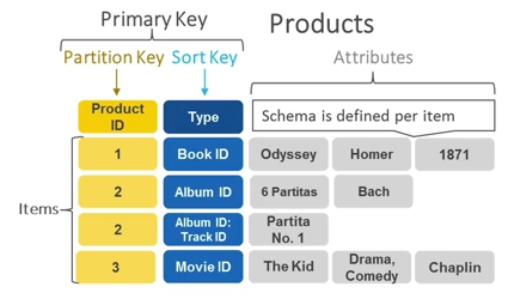 Primary Key
Products
Partition Key
Sort Key
Attributes
Product
ID
Type
Schema is defined per item
Items
1
Book ID
Odyssey
Homer
1871
2
Album ID
6 Partitas
Bach
2
Album ID:
Track ID
Partita
No. 1
3
Movie ID
The Kid
Drama,
Comedy
Chaplin